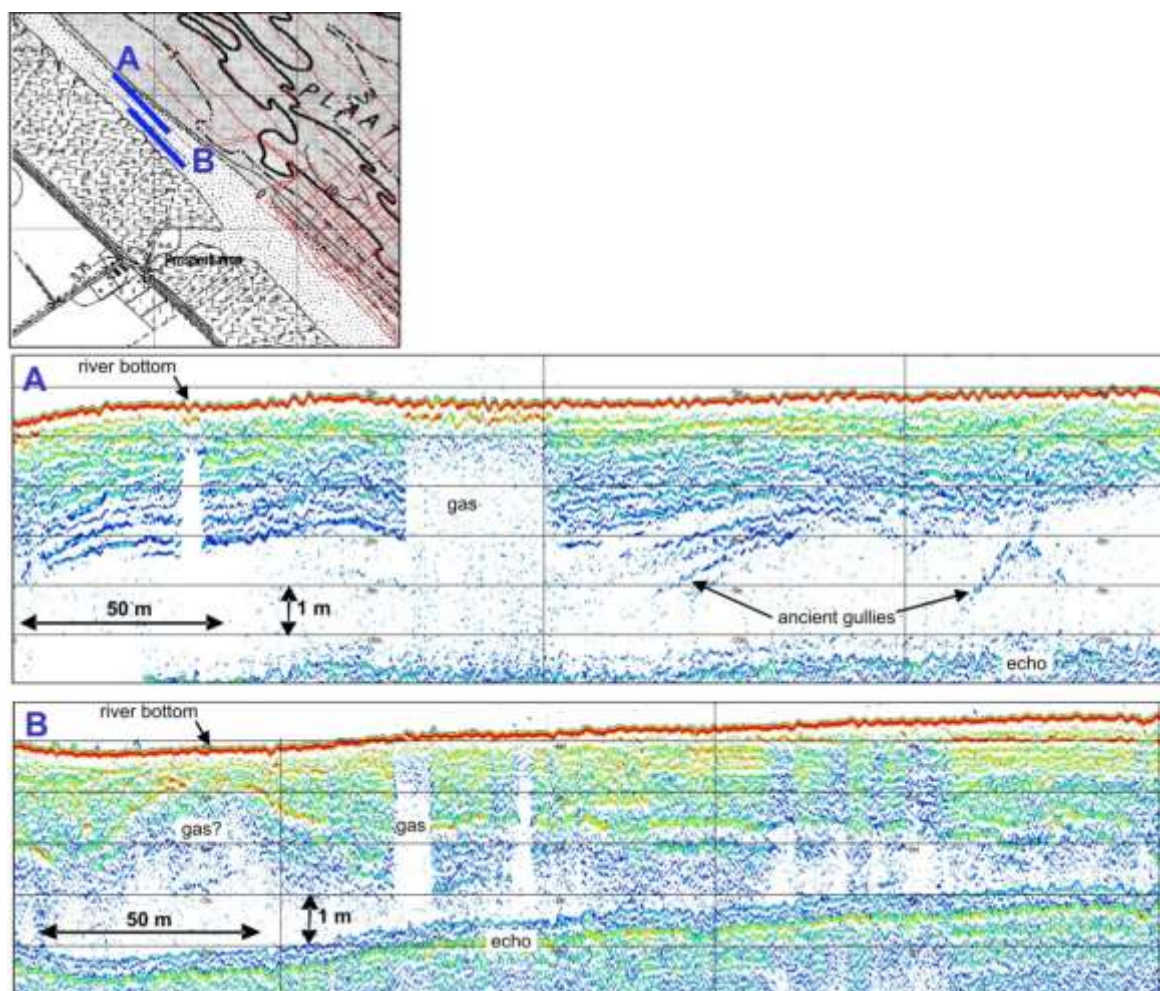 A
B
PLAAT
A
river bottom
gas
50 m
1 m
ancient gullies
echo
B
river bottom
gas?
gas
50 m
1 m
echo